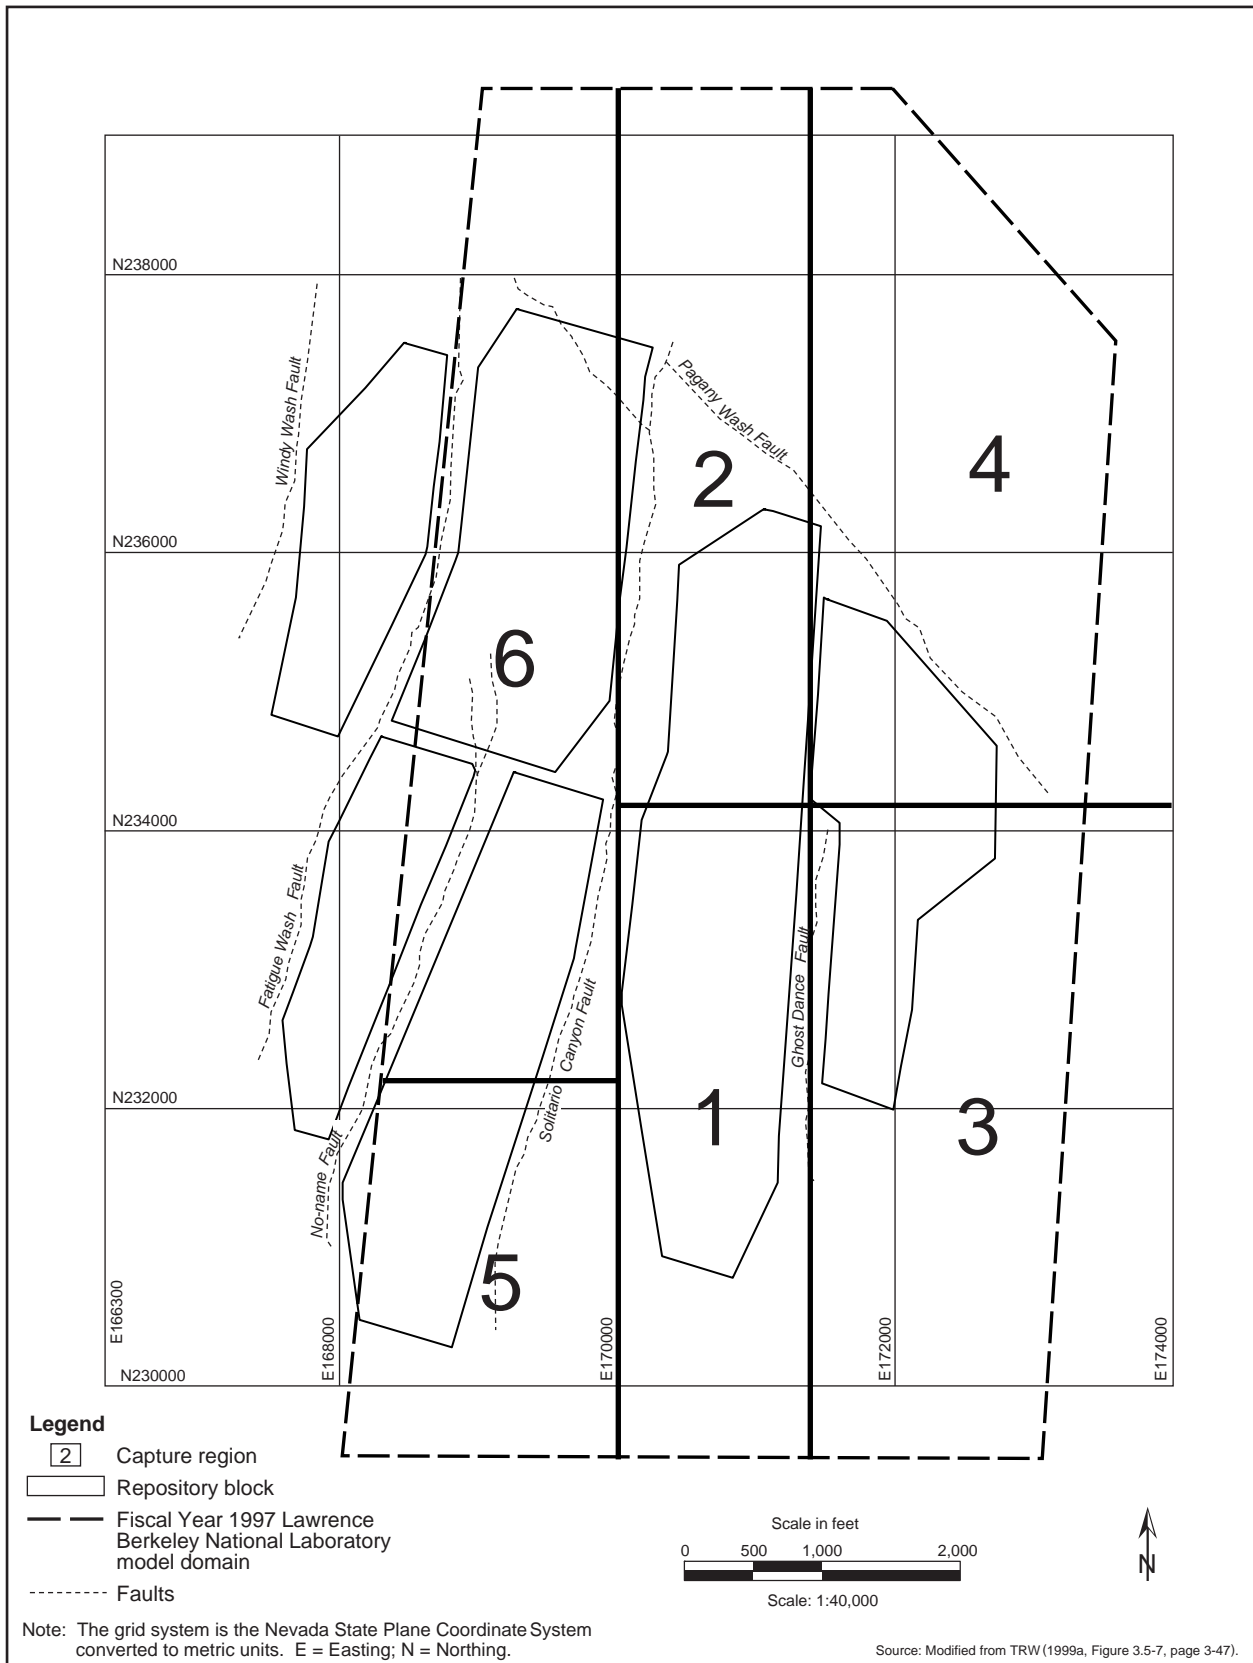 N238000
Windy Wash Fault
Pagany Wash Fault
2
4
N236000
6
N234000
Fatigue Wash Fault
Solitario Canyon Fault
Ghost Dance Fault
N232000
No-name Fault
1
3
5
E166300
E168000
E170000
E172000
E174000
N230000
Legend
2 Capture region
Repository block
Fiscal Year 1997 Lawrence
Berkeley National Laboratory
model domain
Faults
Scale in feet
0 500 1,000 2,000
Scale: 1:40,000
N
Note: The grid system is the Nevada State Plane Coordinate System
converted to metric units. E = Easting; N = Northing.
Source: Modified from TRW (1999a, Figure 3.5-7, page 3-47).